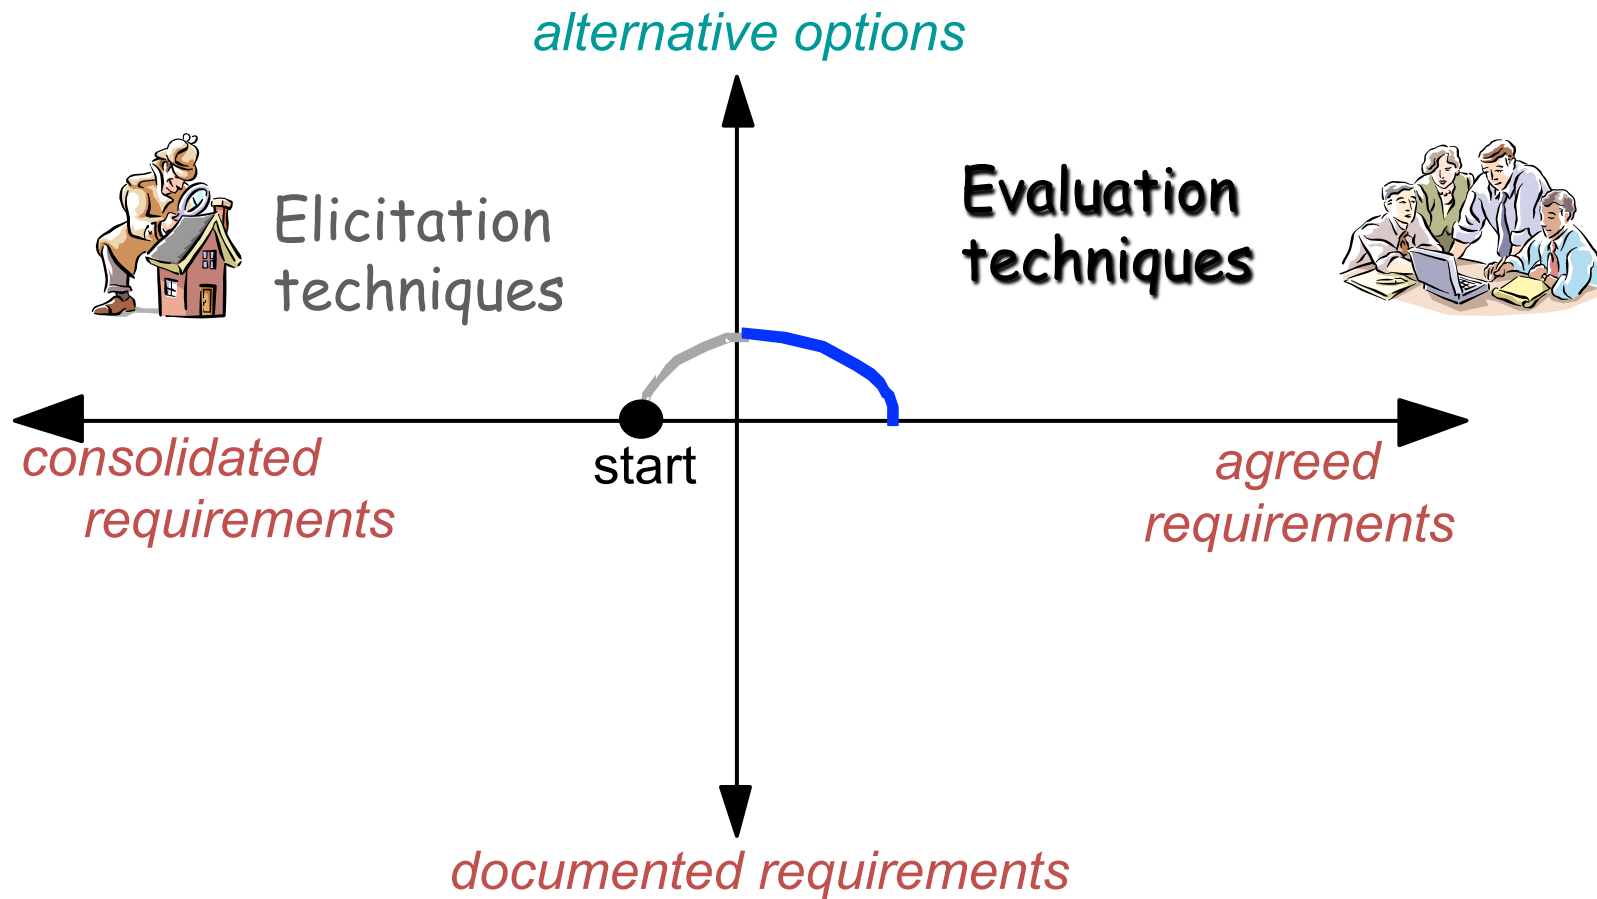 alternative options
Elicitation
techniques
Evaluation
techniques
consolidated
requirements
start
agreed
requirements
documented requirements